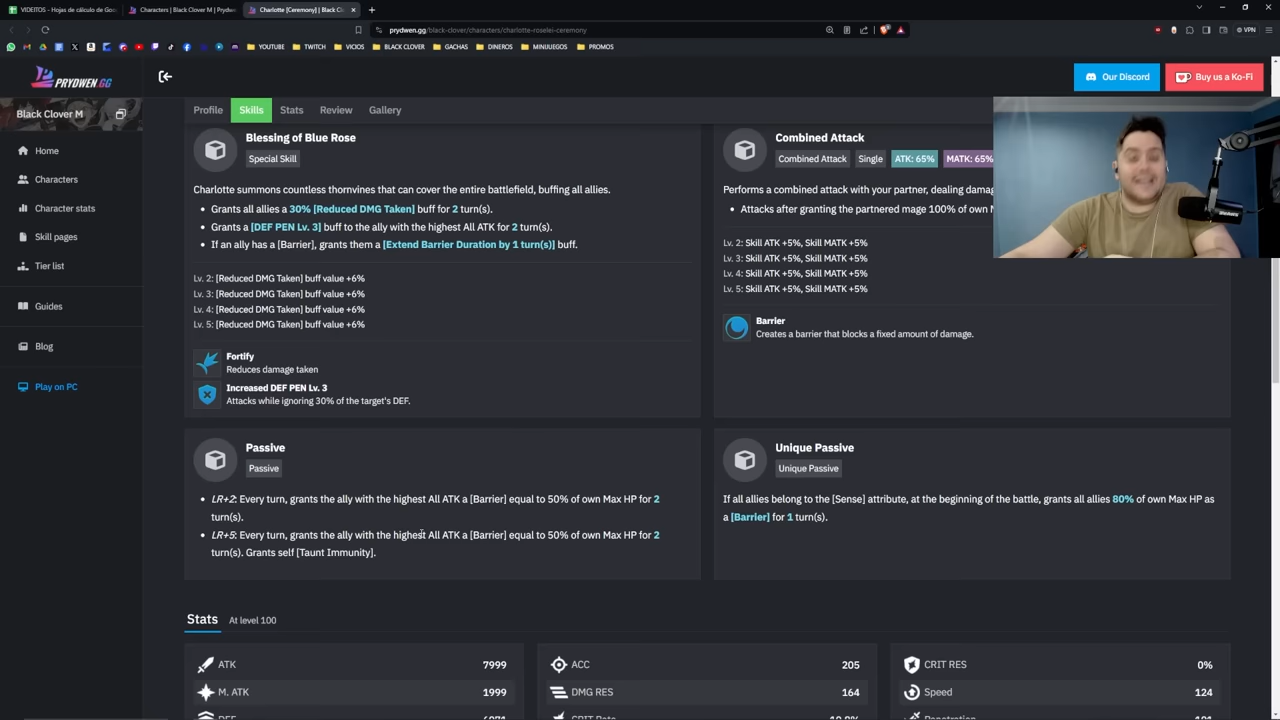 VIDEITOS - Hojas de cálculo de Goo
Characters | Black Clover M | Prydwen
Charlotte [Ceremony] | Black Cl
prydwen.gg/black-clover/characters/charlotte-roselei-ceremony
VPN
YOUTUBE
TWITCH
VICIOS
BLACK CLOVER
GACHAS
DINEROS
MINIJUEGOS
PROMOS
PRYDWEN.GG
Our Discord
Buy us a Ko-Fi
Black Clover M
Profile
Skills
Stats
Review
Gallery
Home
Characters
Character stats
Skill pages
Tier list
Guides
Blog
Play on PC
Blessing of Blue Rose
Special Skill
Charlotte summons countless thornvines that can cover the entire battlefield, buffing all allies.
Grants all allies a 30% [Reduced DMG Taken] buff for 2 turn(s).
Grants a [DEF PEN Lv. 3] buff to the ally with the highest All ATK for 2 turn(s).
If an ally has a [Barrier], grants them a [Extend Barrier Duration by 1 turn(s)] buff.
Lv. 2: [Reduced DMG Taken] buff value +6%
Lv. 3: [Reduced DMG Taken] buff value +6%
Lv. 4: [Reduced DMG Taken] buff value +6%
Lv. 5: [Reduced DMG Taken] buff value +6%
Fortify
Reduces damage taken
Increased DEF PEN Lv. 3
Attacks while ignoring 30% of the target's DEF.
Combined Attack
Combined Attack
Single
ATK: 65%
MATK: 65%
Performs a combined attack with your partner, dealing damag
Attacks after granting the partnered mage 100% of own M
Lv. 2: Skill ATK +5%, Skill MATK +5%
Lv. 3: Skill ATK +5%, Skill MATK +5%
Lv. 4: Skill ATK +5%, Skill MATK +5%
Lv. 5: Skill ATK +5%, Skill MATK +5%
Barrier
Creates a barrier that blocks a fixed amount of damage.
Passive
Passive
LR+2: Every turn, grants the ally with the highest All ATK a [Barrier] equal to 50% of own Max HP for 2
turn(s).
LR+5: Every turn, grants the ally with the highest All ATK a [Barrier] equal to 50% of own Max HP for 2
turn(s). Grants self [Taunt Immunity].
Unique Passive
Unique Passive
If all allies belong to the [Sense] attribute, at the beginning of the battle, grants all allies 80% of own Max HP as
a [Barrier] for 1 turn(s).
Stats
At level 100
ATK 7999
M. ATK 1999
ACC 205
DMG RES 164
CRIT RES 0%
Speed 124